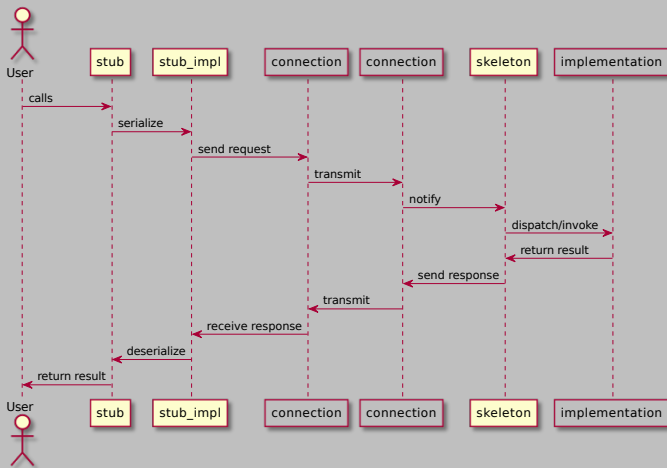 User
stub
stub_impl
connection
connection
skeleton
implementation
calls
serialize
send request
transmit
notify
dispatch/invoke
return result
send response
transmit
receive response
deserialize
return result
User
stub
stub_impl
connection
connection
skeleton
implementation